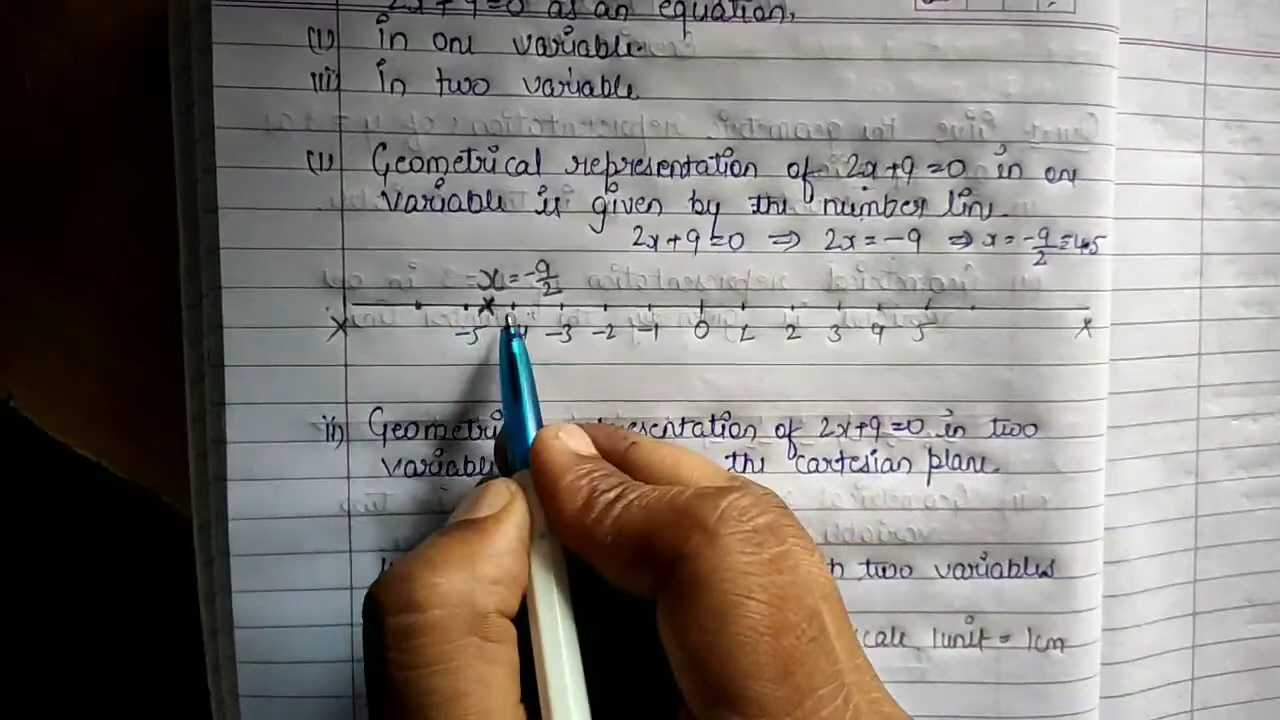 2x+9=0 as an equation,
(i) in one variable.
(ii) in two variable
(i) Geometrical representation of 2x+9=0 in one
variable is given by the number line
2x+9=0 ⇒ 2x=-9 ⇒ x=-9/2=-4.5
x=-9/2
-5 -3 -2 -1 0 1 2 3 4 5
ii) Geometri representation of 2x+9=0 in two
variable the cartesian plane.
two variables
scale 1unit = 1cm